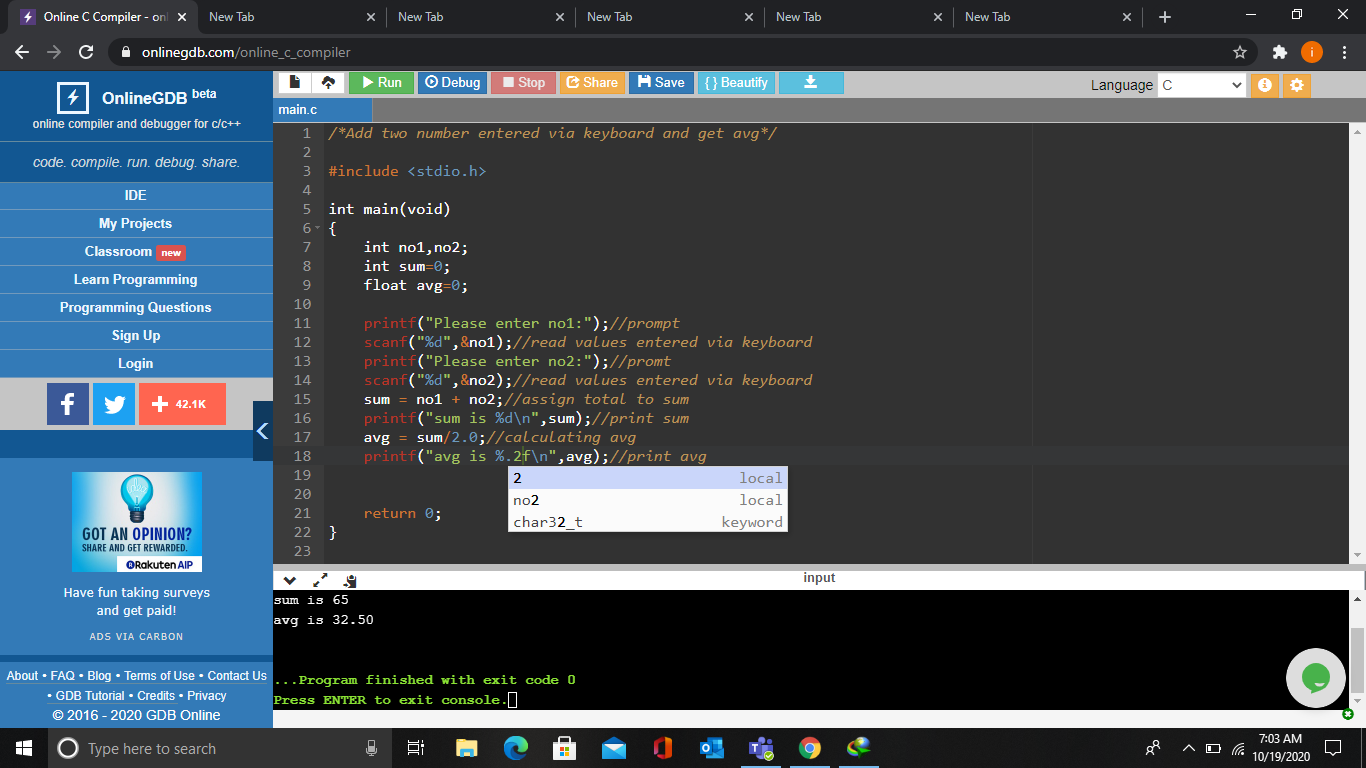 Online C Compiler - onl
New Tab
New Tab
New Tab
New Tab
New Tab
onlinegdb.com/online_c_compiler
i
OnlineGDB beta
online compiler and debugger for c/c++
code. compile. run. debug. share.
IDE
My Projects
Classroom new
Learn Programming
Programming Questions
Sign Up
Login
f
+ 42.1K
GOT AN OPINION?
SHARE AND GET REWARDED.
Rakuten AIP
Have fun taking surveys
and get paid!
ADS VIA CARBON
About • FAQ • Blog • Terms of Use • Contact Us
• GDB Tutorial • Credits • Privacy
© 2016 - 2020 GDB Online
Run
Debug
Stop
Share
Save
{ } Beautify
Language C
main.c
1 /*Add two number entered via keyboard and get avg*/
2
3 #include <stdio.h>
4
5 int main(void)
6 {
7     int no1,no2;
8     int sum=0;
9     float avg=0;
10
11     printf("Please enter no1:");//prompt
12     scanf("%d",&no1);//read values entered via keyboard
13     printf("Please enter no2:");//promt
14     scanf("%d",&no2);//read values entered via keyboard
15     sum = no1 + no2;//assign total to sum
16     printf("sum is %d\n",sum);//print sum
17     avg = sum/2.0;//calculating avg
18     printf("avg is %.2f\n",avg);//print avg
19
20
21     return 0;
22 }
23
2 local
no2 local
char32_t keyword
input
sum is 65
avg is 32.50
...Program finished with exit code 0
Press ENTER to exit console.
Type here to search
7:03 AM
10/19/2020